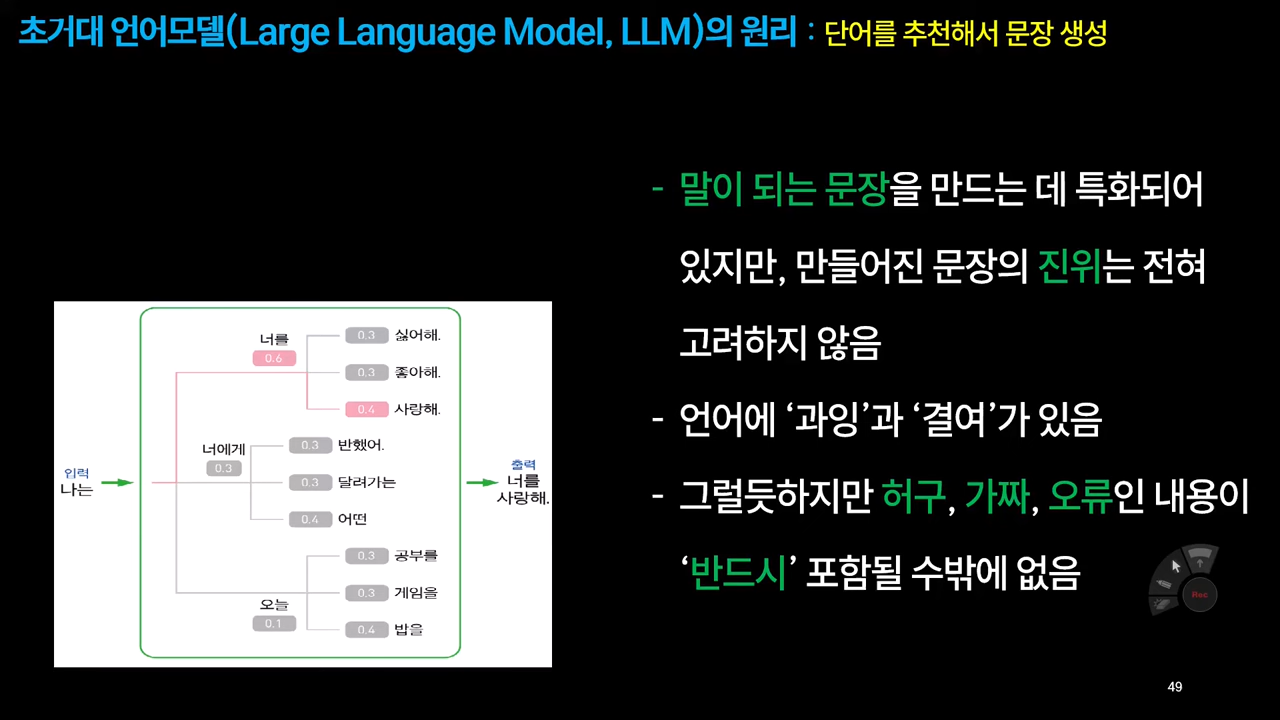 초거대 언어모델(Large Language Model, LLM)의 원리 : 단어를 추천해서 문장 생성
- 말이 되는 문장을 만드는 데 특화되어
있지만, 만들어진 문장의 진위는 전혀
고려하지 않음
- 언어에 ‘과잉’과 ‘결여’가 있음
- 그럴듯하지만 허구, 가짜, 오류인 내용이
‘반드시’ 포함될 수밖에 없음
입력
나는
너를
0.6
0.3 싫어해.
0.3 좋아해.
0.4 사랑해.
너에게
0.3
0.3 반했어.
0.3 달려가는
0.4 어떤
오늘
0.1
0.3 공부를
0.3 게임을
0.4 밥을
출력
너를
사랑해.
Rec
49